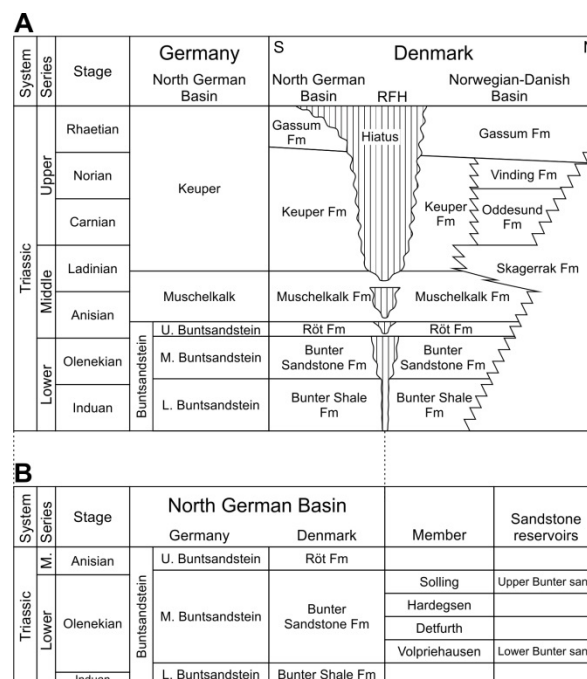 A
System
Series
Stage
Germany
North German
Basin
S
Denmark
N
North German
Basin
RFH
Norwegian-Danish
Basin
Triassic
Upper
Middle
Lower
Rhaetian
Norian
Carnian
Ladinian
Anisian
Olenekian
Induan
Keuper
Muschelkalk
Buntsandstein
U. Buntsandstein
M. Buntsandstein
L. Buntsandstein
Gassum
Fm
Hiatus
Gassum Fm
Vinding Fm
Keuper Fm
Keuper
Fm
Oddesund
Fm
Skagerrak Fm
Muschelkalk Fm
Muschelkalk Fm
Röt Fm
Röt Fm
Bunter
Sandstone Fm
Bunter
Sandstone Fm
Bunter Shale
Fm
Bunter Shale
Fm
B
System
Series
Stage
North German Basin
Germany
Denmark
Member
Sandstone
reservoirs
Triassic
M.
Lower
Anisian
Olenekian
Induan
Buntsandstein
U. Buntsandstein
Röt Fm
M. Buntsandstein
Bunter
Sandstone Fm
L. Buntsandstein
Bunter Shale Fm
Solling
Upper Bunter san
Hardegsen
Detfurth
Volpriehausen
Lower Bunter san